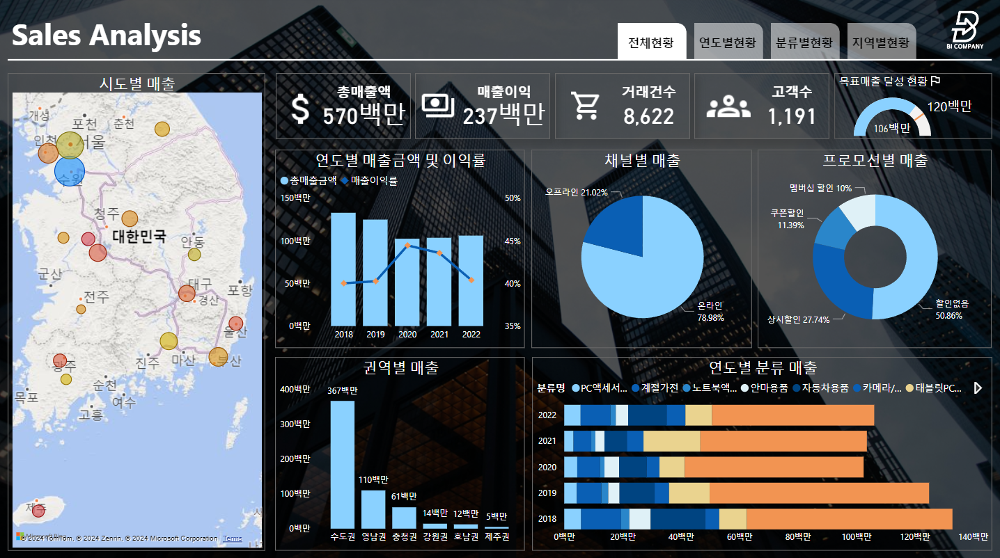 Sales Analysis
전체현황
연도별현황
분류별현황
지역별현황
BI COMPANY
시도별 매출
개성
포천
춘천
인천
서울
수원
청주
대한민국
안동
군산
대구
포항
전주
경산
울산
광주
진주
마산
부산
순천
목포
여수
고흥
제주
© 2024 TomTom, © 2024 Zenrin, © 2024 Microsoft Corporation Terms
총매출액
570백만
매출이익
237백만
거래건수
8,622
고객수
1,191
목표매출 달성 현황
120백만
106백만
연도별 매출금액 및 이익률
총매출금액 매출이익률
150백만 50%
100백만 45%
50백만 40%
0백만 35%
2018 2019 2020 2021 2022
채널별 매출
오프라인 21.02%
온라인
78.98%
프로모션별 매출
멤버십 할인 10%
쿠폰할인
11.39%
상시할인 27.74%
할인없음
50.86%
권역별 매출
400백만
300백만
200백만
100백만
0백만
367백만
110백만
61백만
14백만
12백만
5백만
수도권 영남권 충청권 강원권 호남권 제주권
연도별 분류 매출
분류명 PC액세서... 계절가전 노트북액... 안마용품 자동차용품 카메라/... 태블릿PC...
2022
2021
2020
2019
2018
0백만 20백만 40백만 60백만 80백만 100백만 120백만 140백만